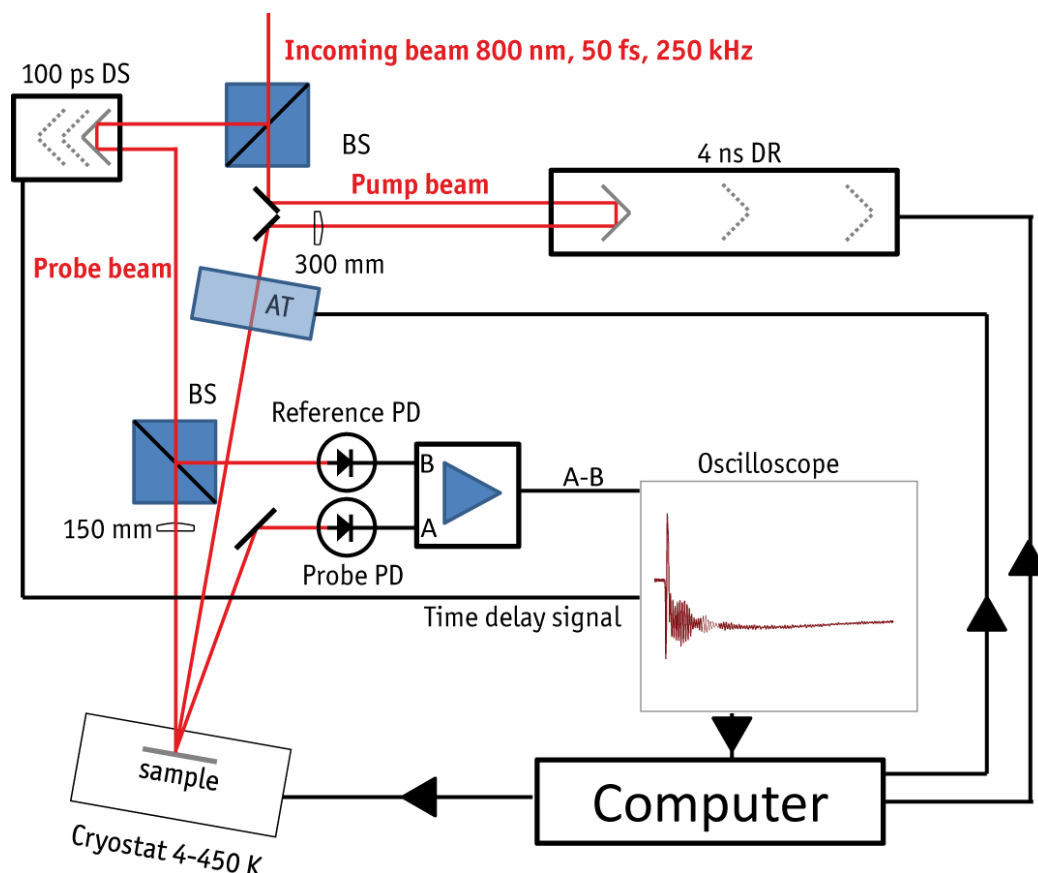 Incoming beam 800 nm, 50 fs, 250 kHz
100 ps DS
BS
4 ns DR
Pump beam
Probe beam
300 mm
AT
BS
Reference PD
B
A-B
Oscilloscope
150 mm
A
Probe PD
Time delay signal
sample
Computer
Cryostat 4-450 K